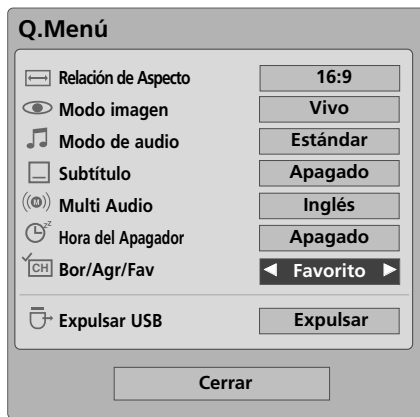 Q.Menú
Relación de Aspecto 16:9
Modo imagen Vivo
Modo de audio Estándar
Subtítulo Apagado
Multi Audio Inglés
Hora del Apagador Apagado
CH Bor/Agr/Fav ◀ Favorito ▶
Expulsar USB Expulsar
Cerrar